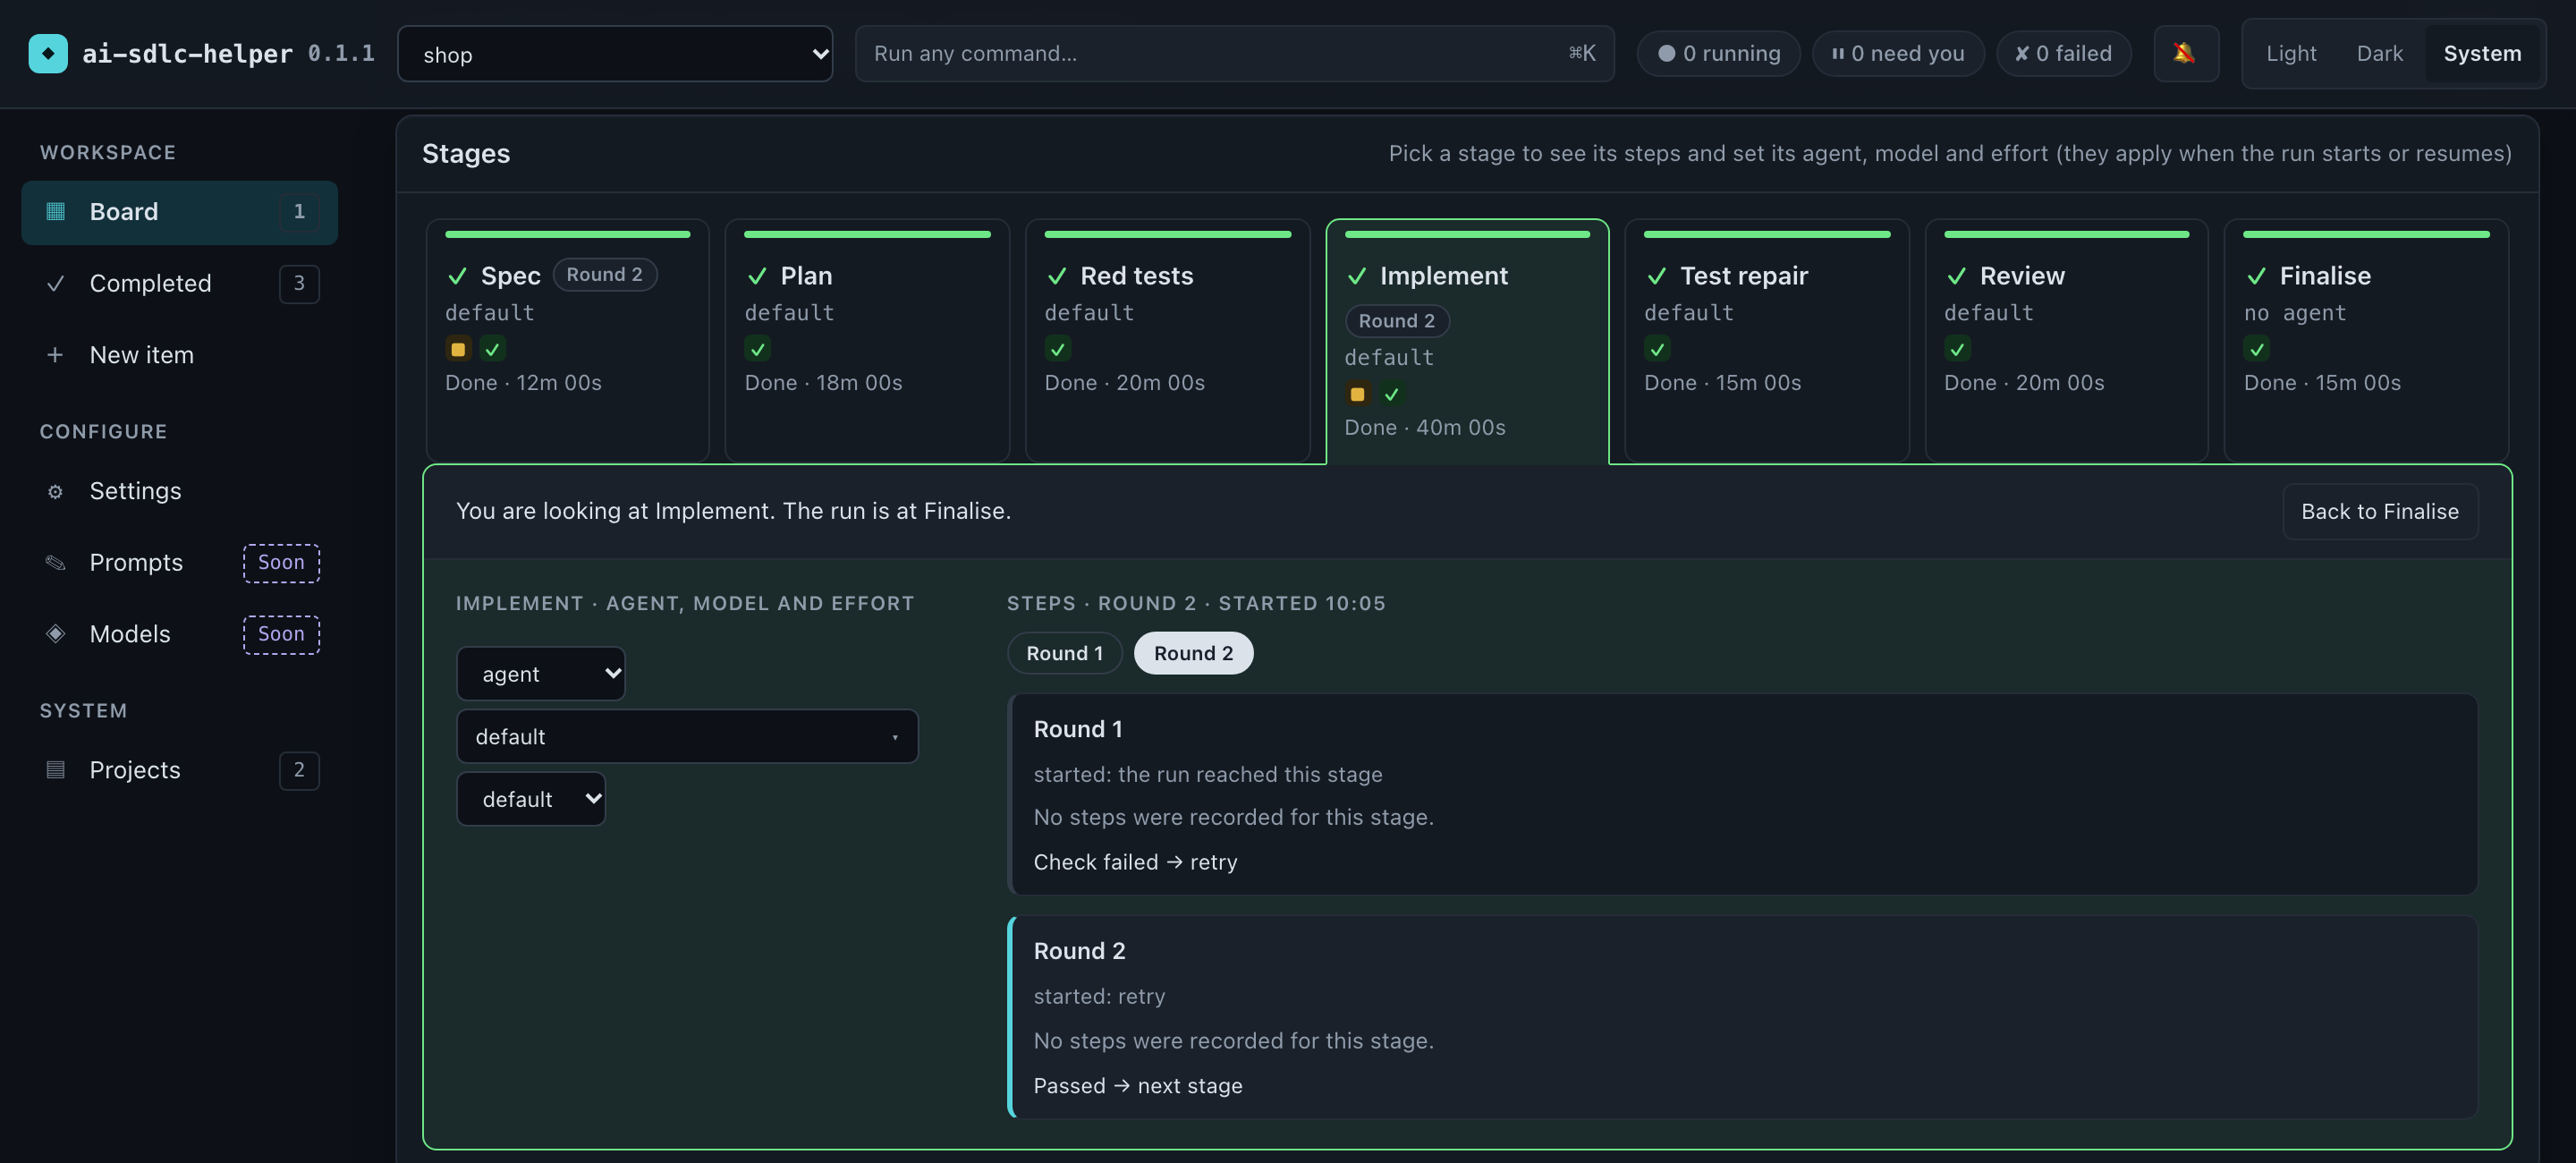 ai-sdlc-helper 0.1.1
shop
Run any command...
⌘K
0 running
0 need you
✘ 0 failed
Light
Dark
System
WORKSPACE
Board 1
Completed 3
New item
CONFIGURE
Settings
Prompts Soon
Models Soon
SYSTEM
Projects 2
Stages
Pick a stage to see its steps and set its agent, model and effort (they apply when the run starts or resumes)
✓ Spec Round 2
default
Done · 12m 00s
✓ Plan
default
Done · 18m 00s
✓ Red tests
default
Done · 20m 00s
✓ Implement
Round 2
default
Done · 40m 00s
✓ Test repair
default
Done · 15m 00s
✓ Review
default
Done · 20m 00s
✓ Finalise
no agent
Done · 15m 00s
You are looking at Implement. The run is at Finalise.
Back to Finalise
IMPLEMENT · AGENT, MODEL AND EFFORT
agent
default
default
STEPS · ROUND 2 · STARTED 10:05
Round 1
Round 2
Round 1
started: the run reached this stage
No steps were recorded for this stage.
Check failed → retry
Round 2
started: retry
No steps were recorded for this stage.
Passed → next stage